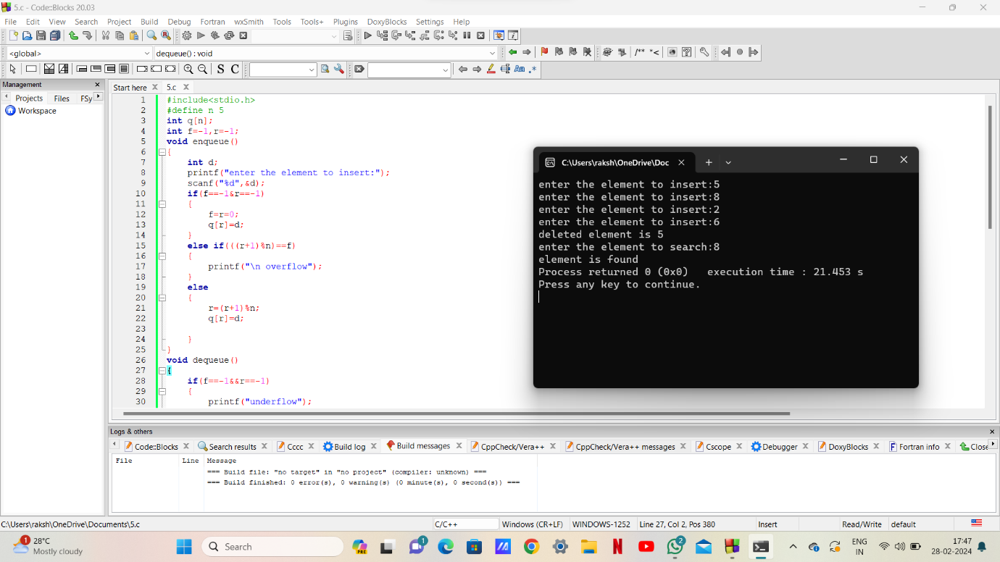 5.c - Code::Blocks 20.03
File Edit View Search Project Build Debug Fortran wxSmith Tools Tools+ Plugins DoxyBlocks Settings Help
<global> dequeue() : void
/** *<
S C Aa .*
Management
Projects Files FSy
Workspace
Start here 5.c
1 #include<stdio.h>
2 #define n 5
3 int q[n];
4 int f=-1,r=-1;
5 void enqueue()
6 {
7 int d;
8 printf("enter the element to insert:");
9 scanf("%d",&d);
10 if(f==-1&r==-1)
11 {
12 f=r=0;
13 q[r]=d;
14 }
15 else if(((r+1)%n)==f)
16 {
17 printf("\n overflow");
18 }
19 else
20 {
21 r=(r+1)%n;
22 q[r]=d;
23
24 }
25 }
26 void dequeue()
27 {
28 if(f==-1&&r==-1)
29 {
30 printf("underflow");
C:\Users\raksh\OneDrive\Doc
enter the element to insert:5
enter the element to insert:8
enter the element to insert:2
enter the element to insert:6
deleted element is 5
enter the element to search:8
element is found
Process returned 0 (0x0) execution time : 21.453 s
Press any key to continue.
Logs & others
Code::Blocks Search results Cccc Build log Build messages CppCheck/Vera++ CppCheck/Vera++ messages Cscope Debugger DoxyBlocks Fortran info Close
File Line Message
=== Build file: "no target" in "no project" (compiler: unknown) ===
=== Build finished: 0 error(s), 0 warning(s) (0 minute(s), 0 second(s)) ===
C:\Users\raksh\OneDrive\Documents\5.c C/C++ Windows (CR+LF) WINDOWS-1252 Line 27, Col 2, Pos 380 Insert Read/Write default
1 28°C
Mostly cloudy
Search
PRE
1
2
ENG
IN
17:47
28-02-2024